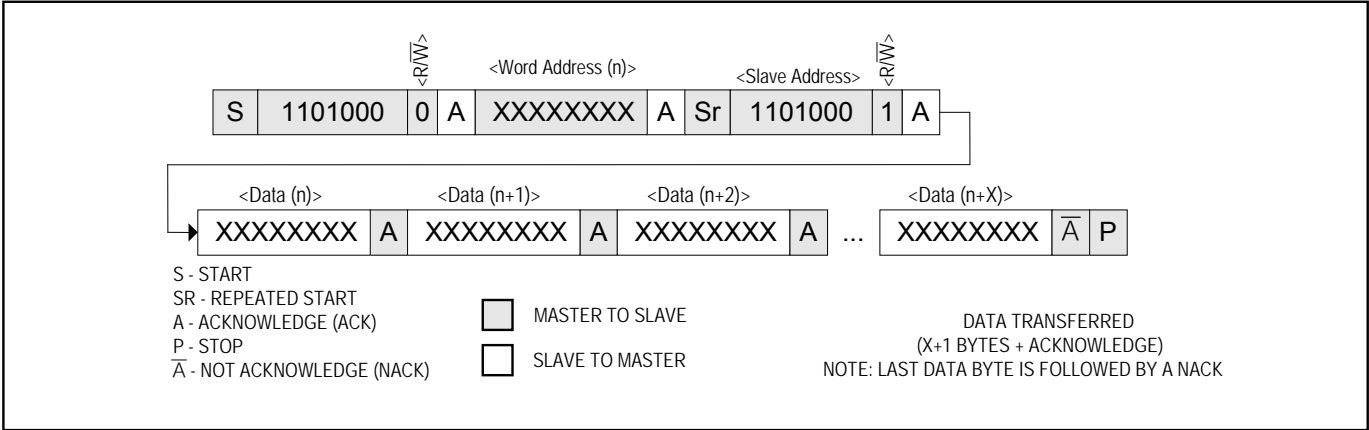 <R/W̅> <Word Address (n)> <Slave Address> <R/W̅>
S 1101000 0 A XXXXXXXX A Sr 1101000 1 A
<Data (n)> <Data (n+1)> <Data (n+2)> <Data (n+X)>
XXXXXXXX A XXXXXXXX A XXXXXXXX A ... XXXXXXXX A̅ P
S - START
SR - REPEATED START
A - ACKNOWLEDGE (ACK)
P - STOP
A̅ - NOT ACKNOWLEDGE (NACK)
MASTER TO SLAVE
SLAVE TO MASTER
DATA TRANSFERRED
(X+1 BYTES + ACKNOWLEDGE)
NOTE: LAST DATA BYTE IS FOLLOWED BY A NACK